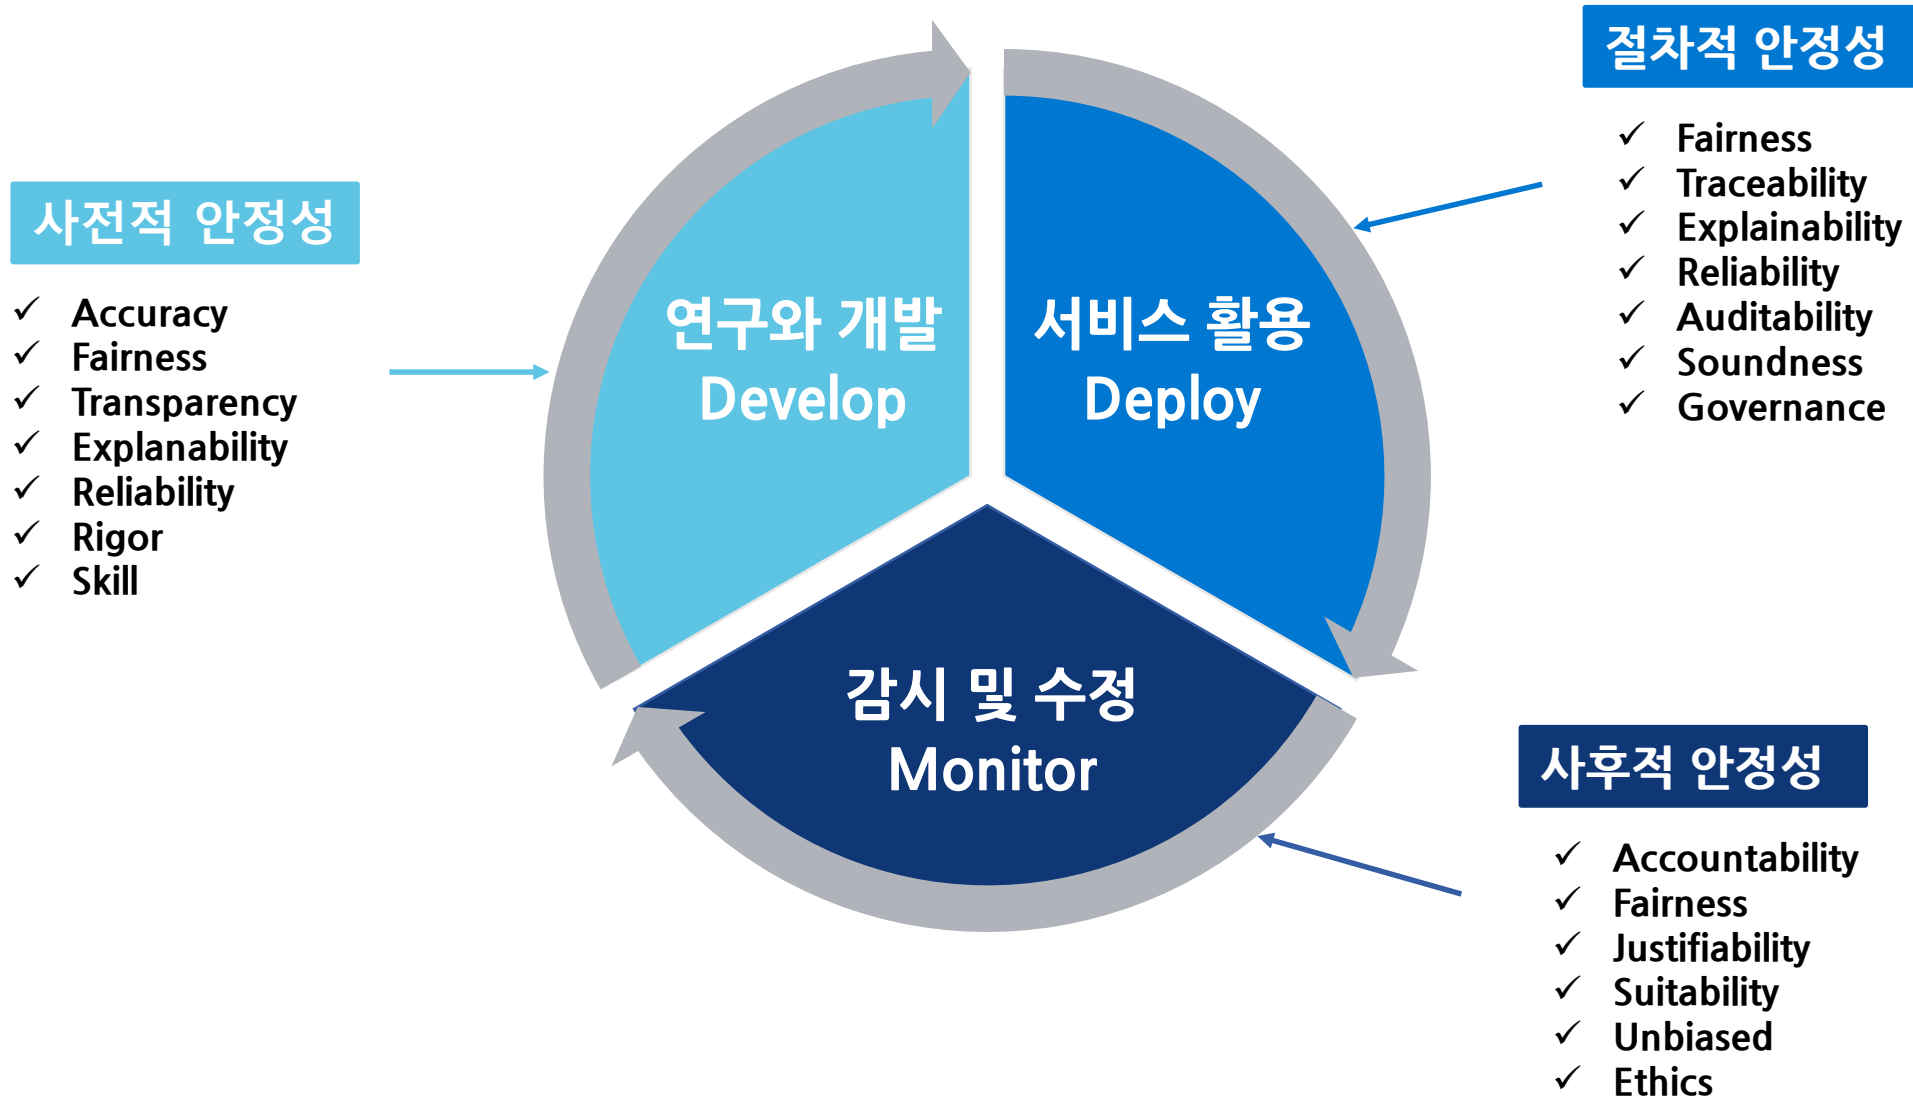 사전적 안정성
Accuracy
Fairness
Transparency
Explanability
Reliability
Rigor
Skill
연구와 개발
Develop
서비스 활용
Deploy
감시 및 수정
Monitor
절차적 안정성
Fairness
Traceability
Explainability
Reliability
Auditability
Soundness
Governance
사후적 안정성
Accountability
Fairness
Justifiability
Suitability
Unbiased
Ethics